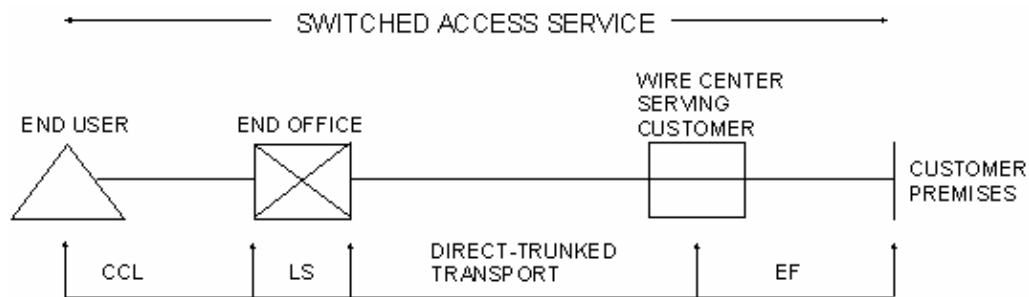 SWITCHED ACCESS SERVICE
WIRE CENTER
SERVING
CUSTOMER
END USER
END OFFICE
CUSTOMER
PREMISES
CCL
LS
DIRECT-TRUNKED
TRANSPORT
EF